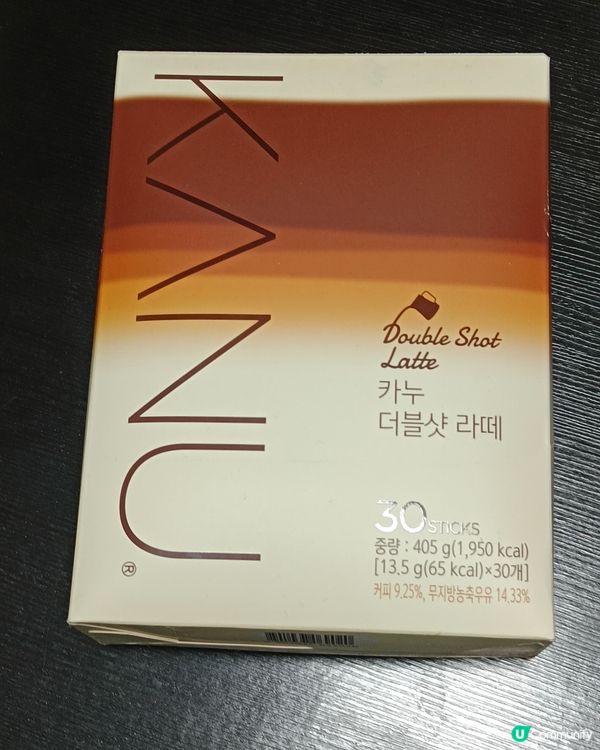 KANU
®
Double Shot
Latte
카누
더블샷 라떼
30 STICKS
중량 : 405 g(1,950 kcal)
[13.5 g(65 kcal)×30개]
커피 9.25%, 무지방농축우유 14.33%
U Community